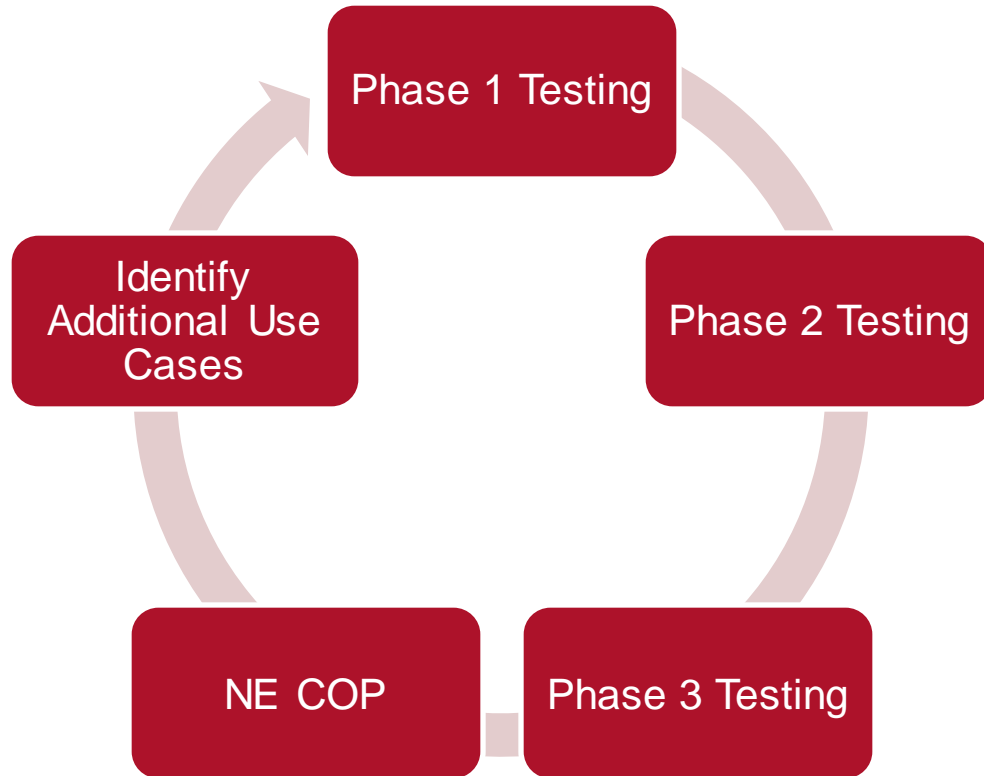 Phase 1 Testing
Phase 2 Testing
Phase 3 Testing
NE COP
Identify
Additional Use
Cases